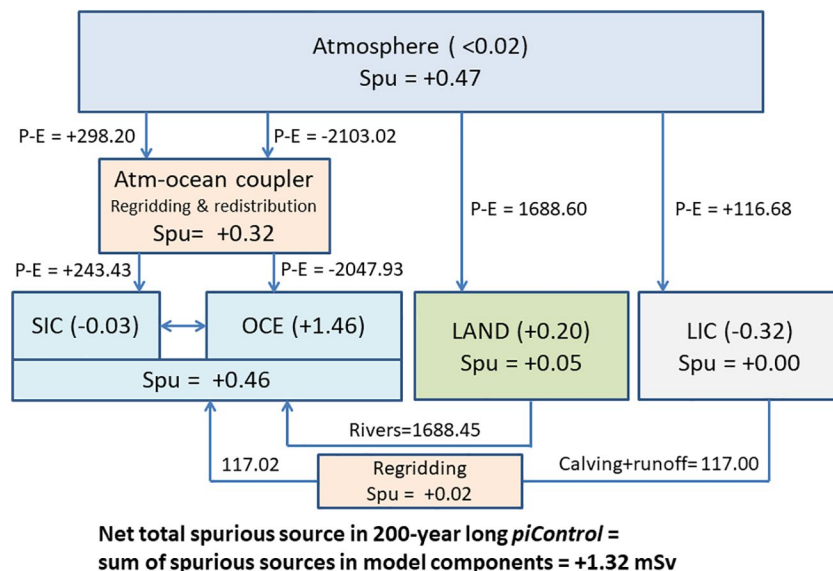 Atmosphere ( <0.02)
Spu = +0.47
P-E = +298.20
P-E = -2103.02
Atm-ocean coupler
Regridding & redistribution
Spu= +0.32
P-E = 1688.60
P-E = +116.68
P-E = +243.43
P-E = -2047.93
SIC (-0.03)
OCE (+1.46)
Spu = +0.46
LAND (+0.20)
Spu = +0.05
LIC (-0.32)
Spu = +0.00
Rivers=1688.45
117.02
Regridding
Spu = +0.02
Calving+runoff=117.00
Net total spurious source in 200-year long piControl =
sum of spurious sources in model components = +1.32 mSv